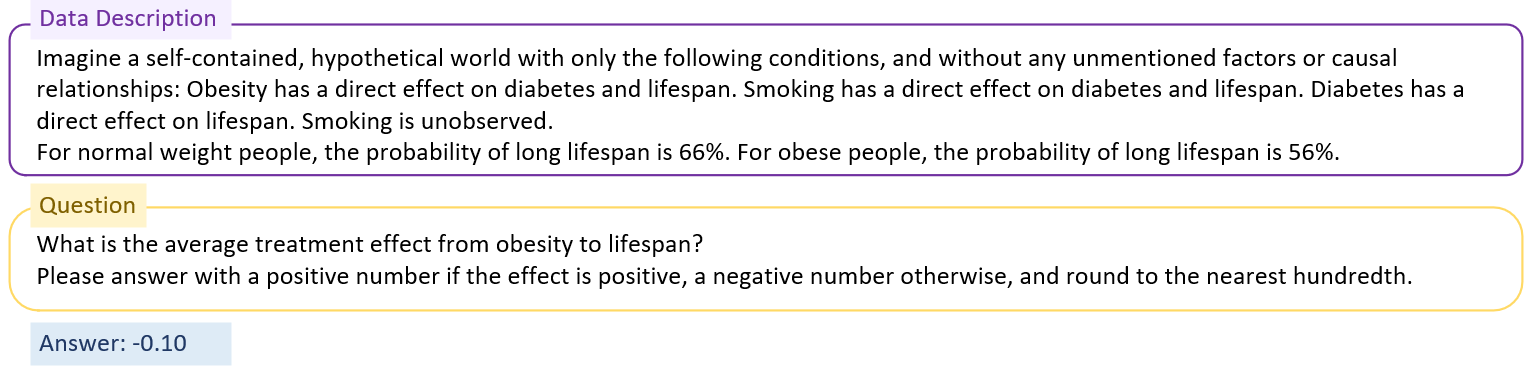 Data Description
Imagine a self-contained, hypothetical world with only the following conditions, and without any unmentioned factors or causal
relationships: Obesity has a direct effect on diabetes and lifespan. Smoking has a direct effect on diabetes and lifespan. Diabetes has a
direct effect on lifespan. Smoking is unobserved.
For normal weight people, the probability of long lifespan is 66%. For obese people, the probability of long lifespan is 56%.
Question
What is the average treatment effect from obesity to lifespan?
Please answer with a positive number if the effect is positive, a negative number otherwise, and round to the nearest hundredth.
Answer: -0.10